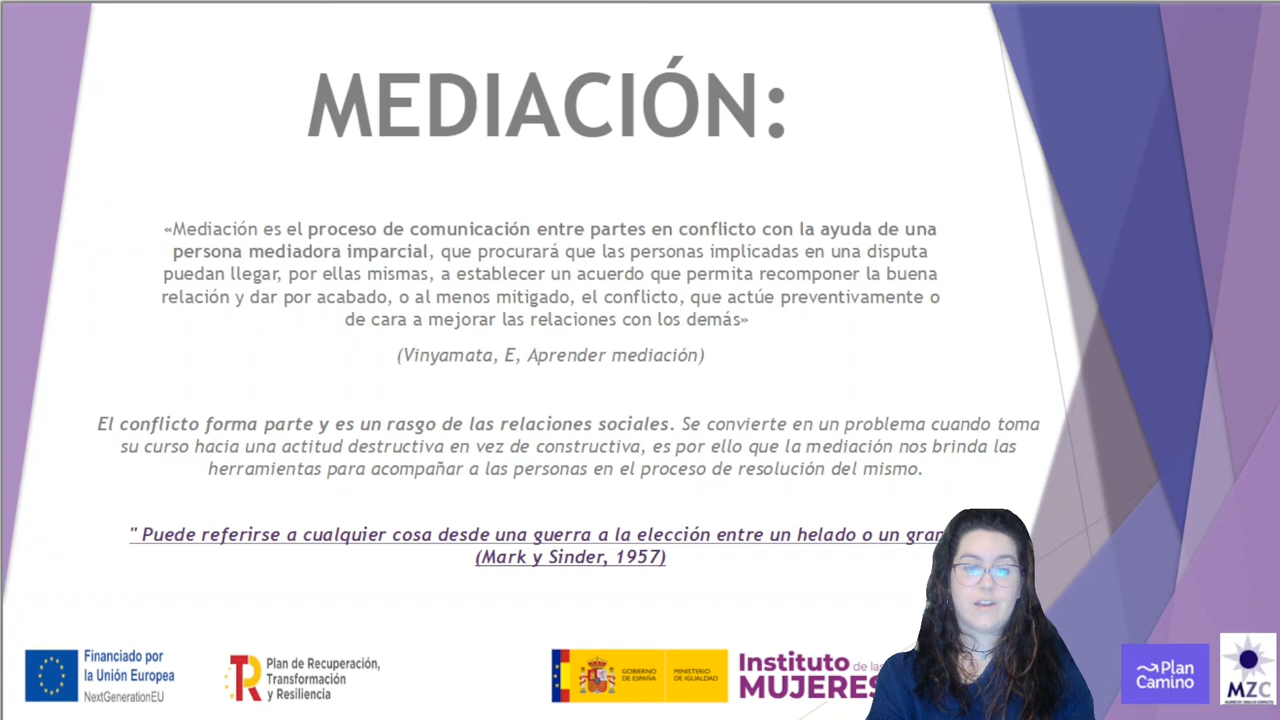 MEDIACIÓN:
«Mediación es el proceso de comunicación entre partes en conflicto con la ayuda de una
persona mediadora imparcial, que procurará que las personas implicadas en una disputa
puedan llegar, por ellas mismas, a establecer un acuerdo que permita recomponer la buena
relación y dar por acabado, o al menos mitigado, el conflicto, que actúe preventivamente o
de cara a mejorar las relaciones con los demás»
(Vinyamata, E, Aprender mediación)
El conflicto forma parte y es un rasgo de las relaciones sociales. Se convierte en un problema cuando toma
su curso hacia una actitud destructiva en vez de constructiva, es por ello que la mediación nos brinda las
herramientas para acompañar a las personas en el proceso de resolución del mismo.
" Puede referirse a cualquier cosa desde una guerra a la elección entre un helado o un
(Mark y Sinder, 1957)
Financiado por
la Unión Europea
NextGenerationEU
Plan de Recuperación,
Transformación
y Resiliencia
GOBIERNO
DE ESPAÑA
MINISTERIO
DE IGUALDAD
Instituto de las
MUJERES
Plan
Camino
MZC